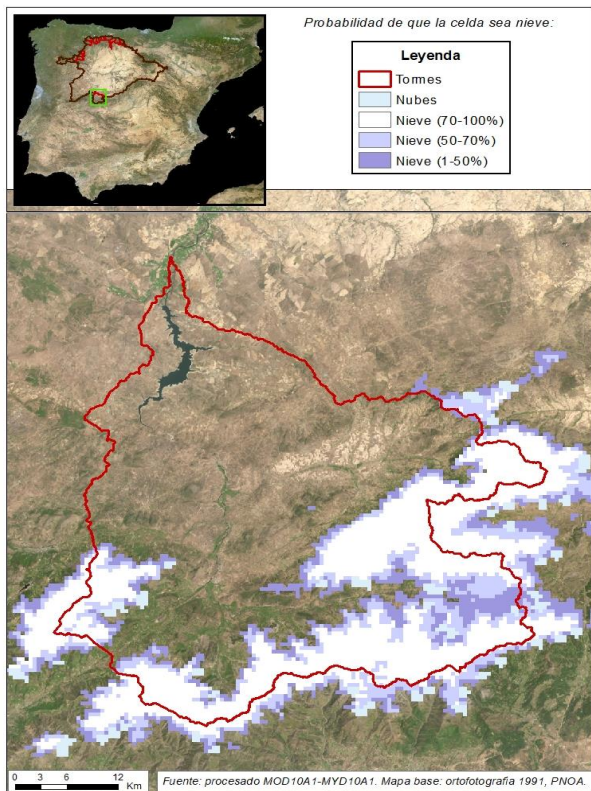 Probabilidad de que la celda sea nieve:
Leyenda
Tormes
Nubes
Nieve (70-100%)
Nieve (50-70%)
Nieve (1-50%)
0 3 6 12
Km
Fuente: procesado MOD10A1-MYD10A1. Mapa base: ortofotografia 1991, PNOA.